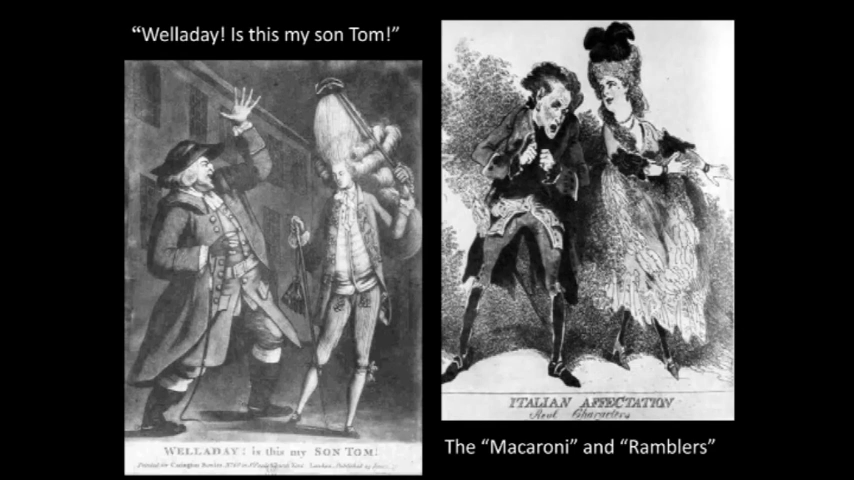 “Welladay! Is this my son Tom!”
WELLADAY! is this my SON TOM!
ITALIAN AFFECTATION
Real Characters
The “Macaroni” and “Ramblers”